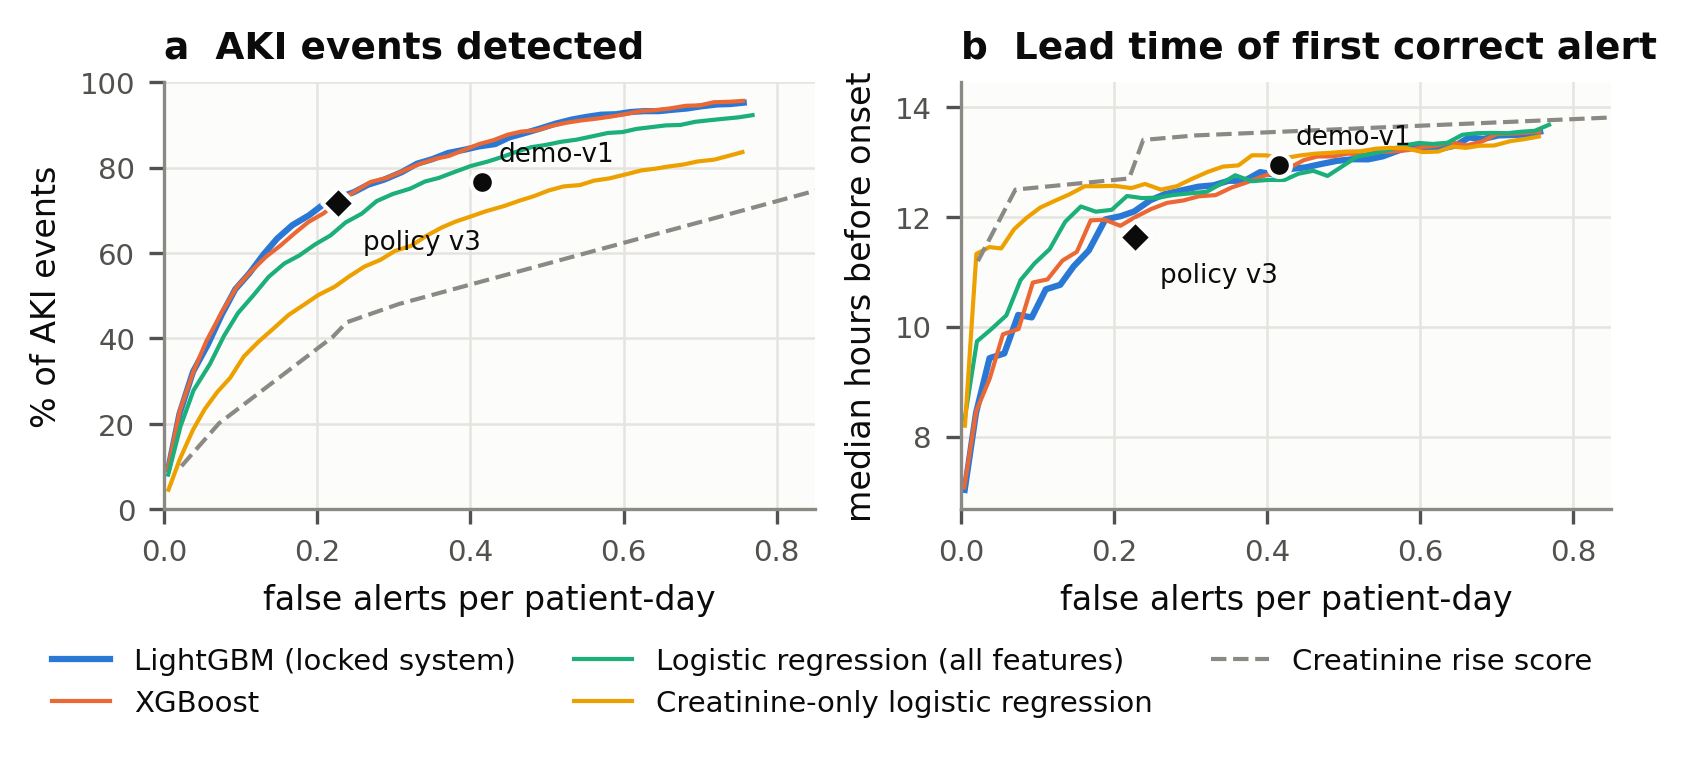 a AKI events detected
% of AKI events
100
80
60
40
20
0
demo-v1
policy v3
0.0 0.2 0.4 0.6 0.8
false alerts per patient-day
b Lead time of first correct alert
median hours before onset
14
12
10
8
demo-v1
policy v3
0.0 0.2 0.4 0.6 0.8
false alerts per patient-day
LightGBM (locked system)
XGBoost
Logistic regression (all features)
Creatinine-only logistic regression
Creatinine rise score